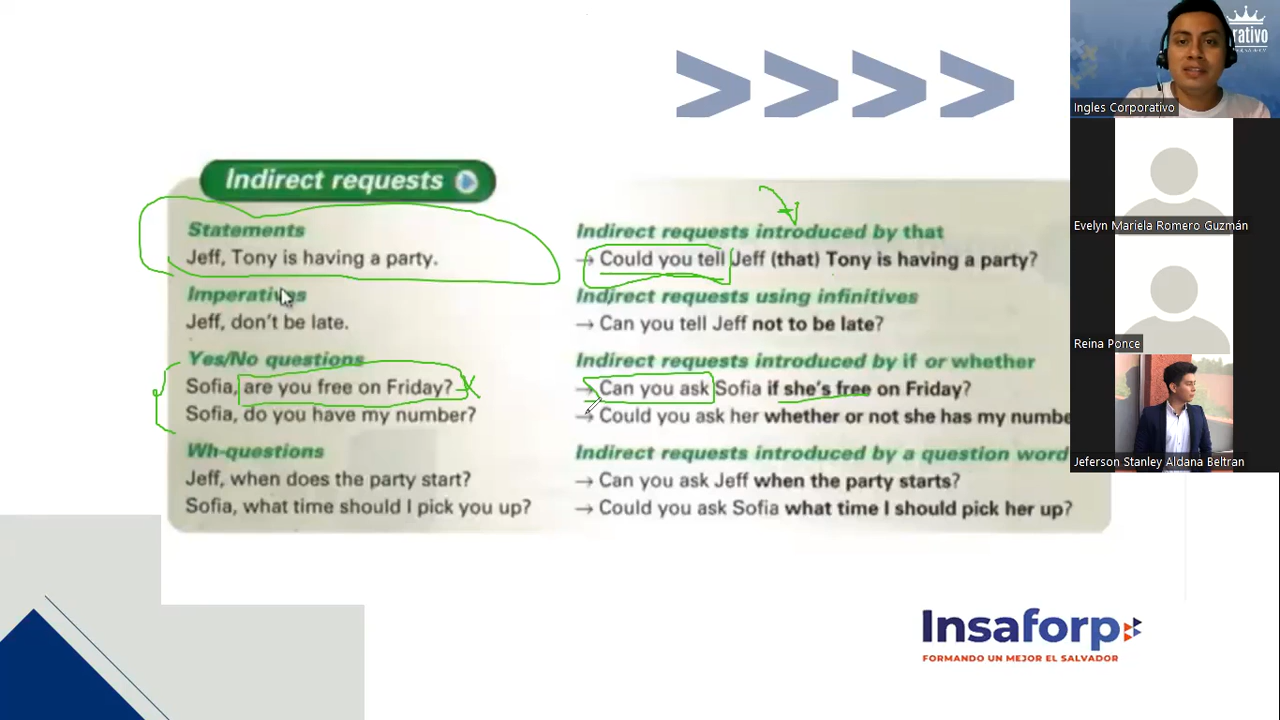 rativo
Ingles Corporativo
Evelyn Mariela Romero Guzmán
Reina Ponce
Jeferson Stanley Aldana Beltran
Indirect requests
Statements
Jeff, Tony is having a party.
Indirect requests introduced by that
→ Could you tell Jeff (that) Tony is having a party?
Imperatives
Jeff, don't be late.
Indirect requests using infinitives
→ Can you tell Jeff not to be late?
Yes/No questions
Sofia, are you free on Friday?
Sofia, do you have my number?
Indirect requests introduced by if or whether
→ Can you ask Sofia if she's free on Friday?
→ Could you ask her whether or not she has my numbe
Wh-questions
Jeff, when does the party start?
Sofia, what time should I pick you up?
Indirect requests introduced by a question word
→ Can you ask Jeff when the party starts?
→ Could you ask Sofia what time I should pick her up?
Insaforp
FORMANDO UN MEJOR EL SALVADOR